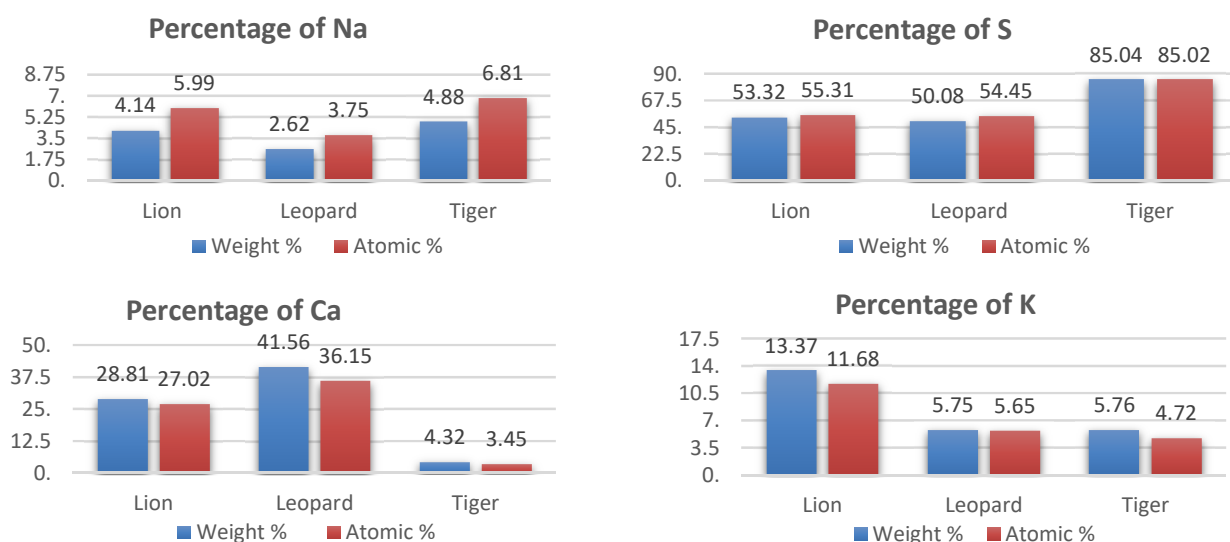 Percentage of Na
8.75
7.
5.25
3.5
1.75
0.
4.14
5.99
2.62
3.75
4.88
6.81
Lion
Leopard
Tiger
Weight %
Atomic %
Percentage of S
90.
67.5
45
22.5
0.
53.32
55.31
50.08
54.45
85.04
85.02
Lion
Leopard
Tiger
Weight %
Atomic %
Percentage of Ca
50.
37.5
25.
12.5
0.
28.81
27.02
41.56
36.15
4.32
3.45
Lion
Leopard
Tiger
Weight %
Atomic %
Percentage of K
17.5
14.
10.5
7.
3.5
0.
13.37
11.68
5.75
5.65
5.76
4.72
Lion
Leopard
Tiger
Weight %
Atomic %